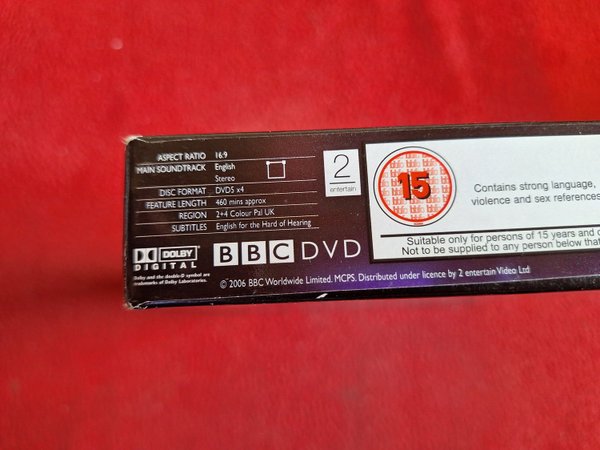 ASPECT RATIO 16:9
MAIN SOUNDTRACK English
Stereo
DISC FORMAT DVD5 x4
FEATURE LENGTH 460 mins approx
REGION 2+4 Colour Pal UK
SUBTITLES English for the Hard of Hearing
DOLBY
DIGITAL
Dolby and the double-D symbol are
trademarks of Dolby Laboratories.
BBC DVD
© 2006 BBC Worldwide Limited. MCPS. Distributed under licence by 2 entertain Video Ltd
2
entertain
15
Contains strong language,
violence and sex references
Suitable only for persons of 15 years and o
Not to be supplied to any person below that